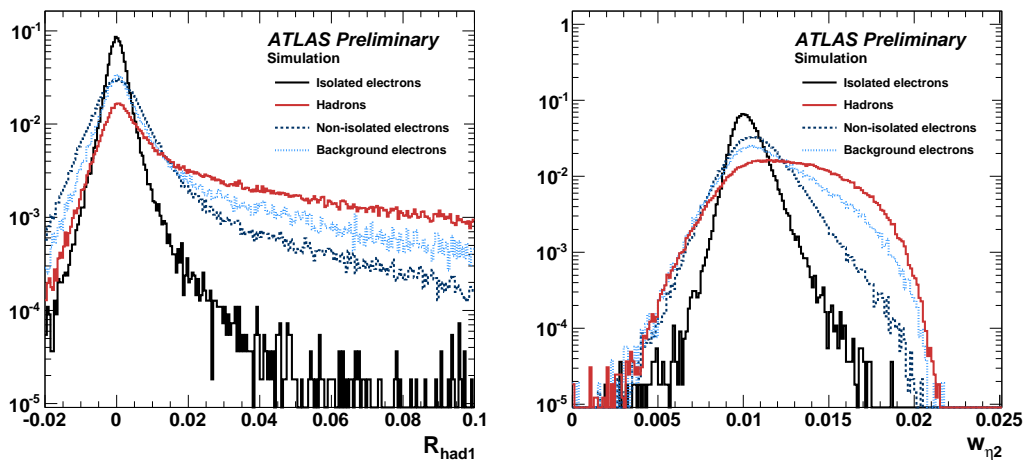 10⁻¹
10⁻²
10⁻³
10⁻⁴
10⁻⁵
-0.02 0 0.02 0.04 0.06 0.08 0.1
R_had1
ATLAS Preliminary
Simulation
Isolated electrons
Hadrons
Non-isolated electrons
Background electrons
1
10⁻¹
10⁻²
10⁻³
10⁻⁴
10⁻⁵
0 0.005 0.01 0.015 0.02 0.025
w_η2
ATLAS Preliminary
Simulation
Isolated electrons
Hadrons
Non-isolated electrons
Background electrons